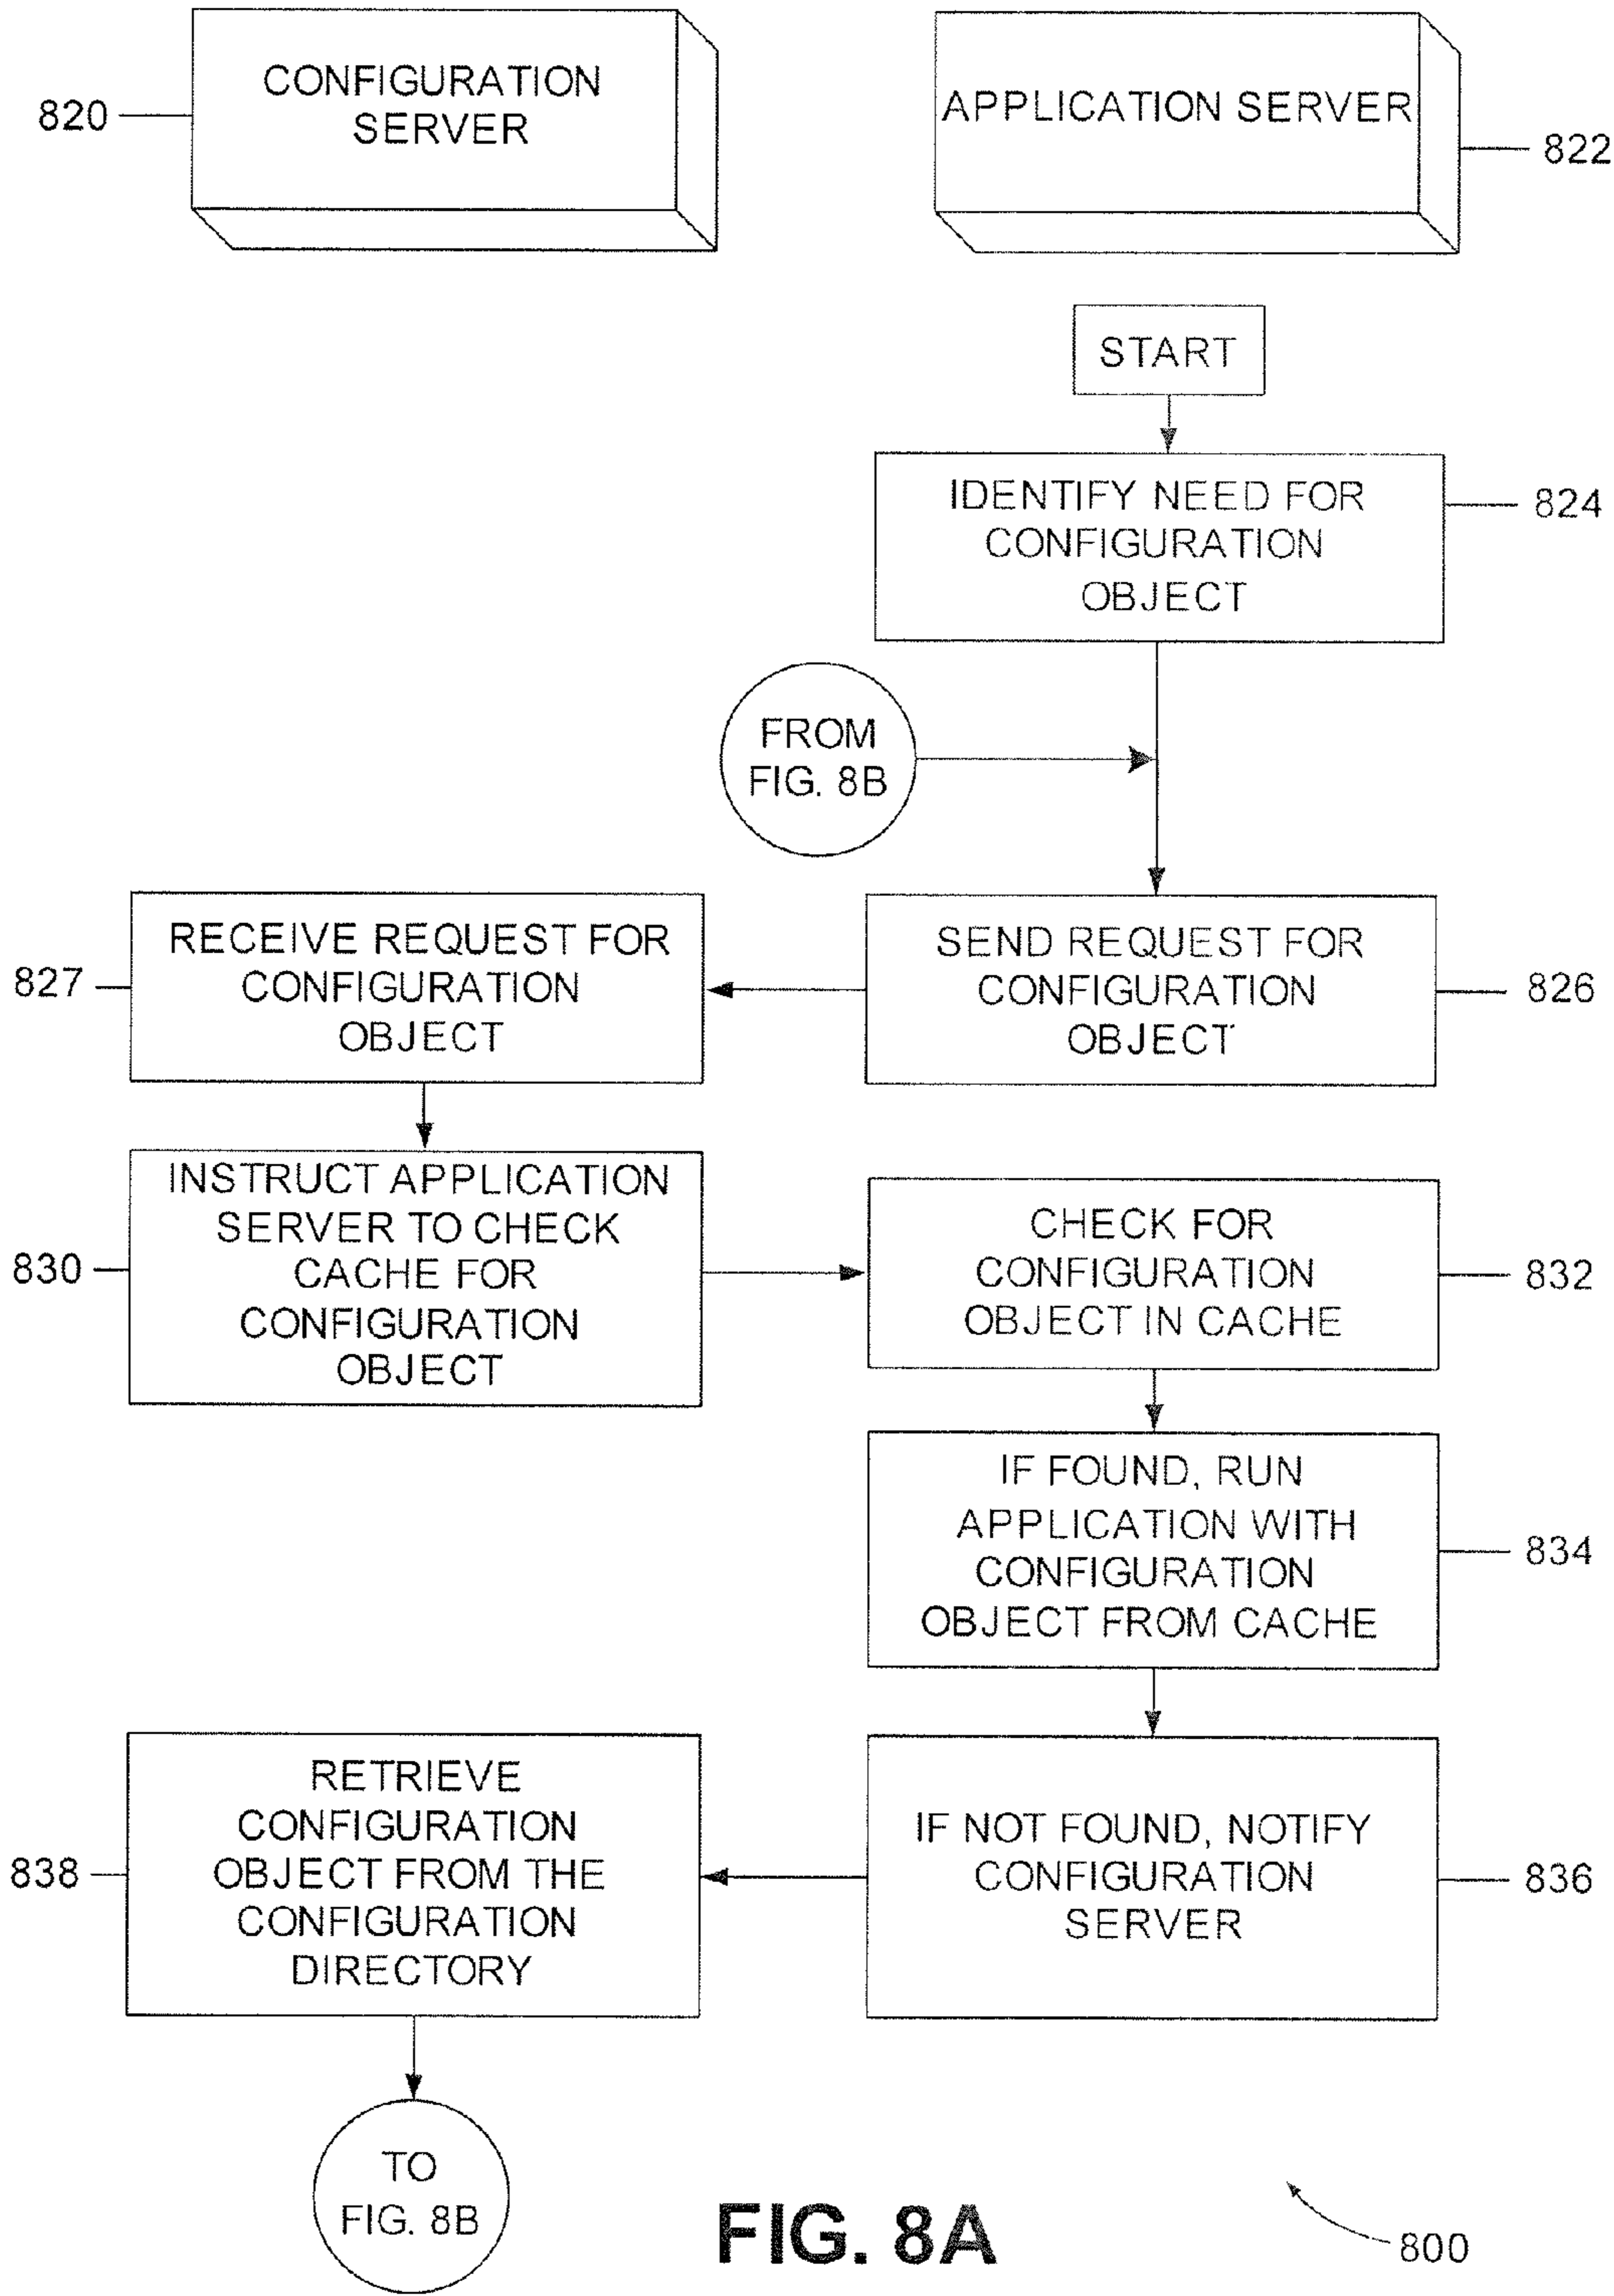 CONFIGURATION
SERVER
820
APPLICATION SERVER
822
START
IDENTIFY NEED FOR
CONFIGURATION
OBJECT
824
FROM
FIG. 8B
RECEIVE REQUEST FOR
CONFIGURATION
OBJECT
827
SEND REQUEST FOR
CONFIGURATION
OBJECT
826
INSTRUCT APPLICATION
SERVER TO CHECK
CACHE FOR
CONFIGURATION
OBJECT
830
CHECK FOR
CONFIGURATION
OBJECT IN CACHE
832
IF FOUND, RUN
APPLICATION WITH
CONFIGURATION
OBJECT FROM CACHE
834
RETRIEVE
CONFIGURATION
OBJECT FROM THE
CONFIGURATION
DIRECTORY
838
IF NOT FOUND, NOTIFY
CONFIGURATION
SERVER
836
TO
FIG. 8B
FIG. 8A
800